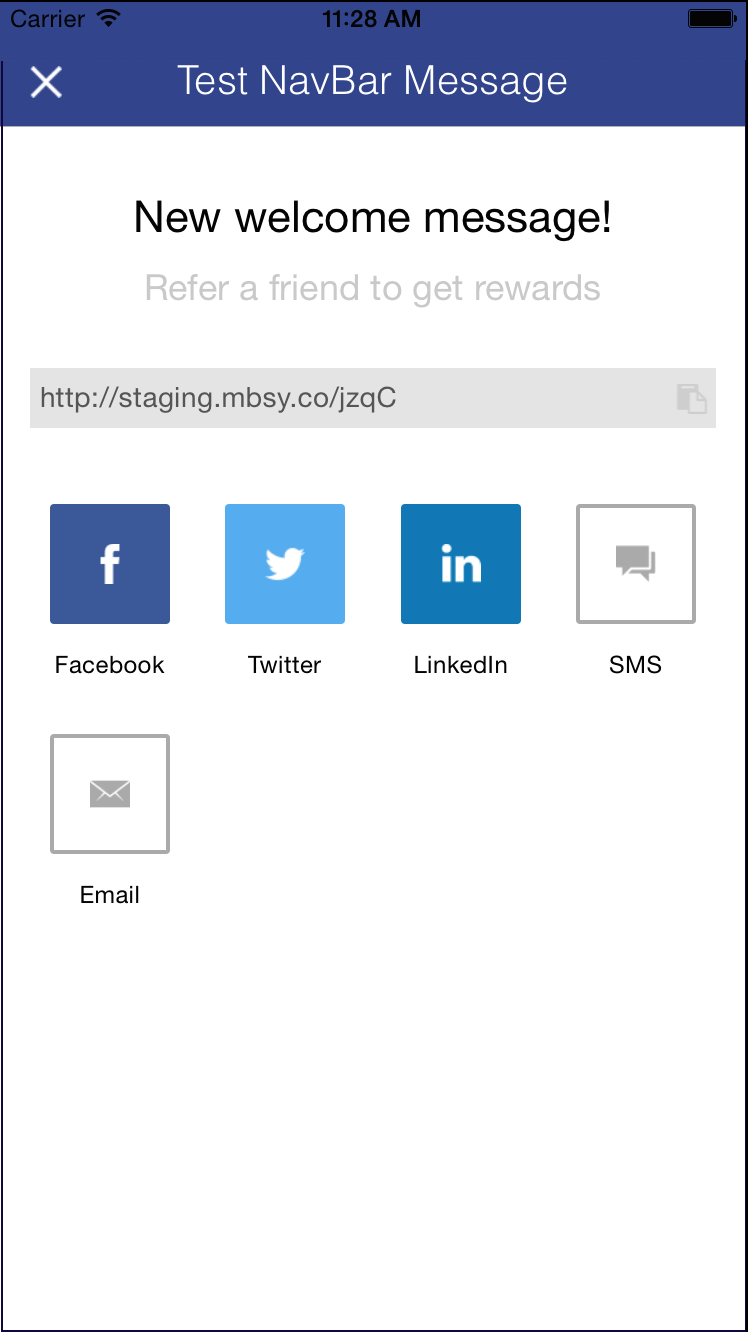 Carrier 11:28 AM
Test NavBar Message
New welcome message!
Refer a friend to get rewards
http://staging.mbsy.co/jzqC
f in
Facebook Twitter LinkedIn SMS
Email